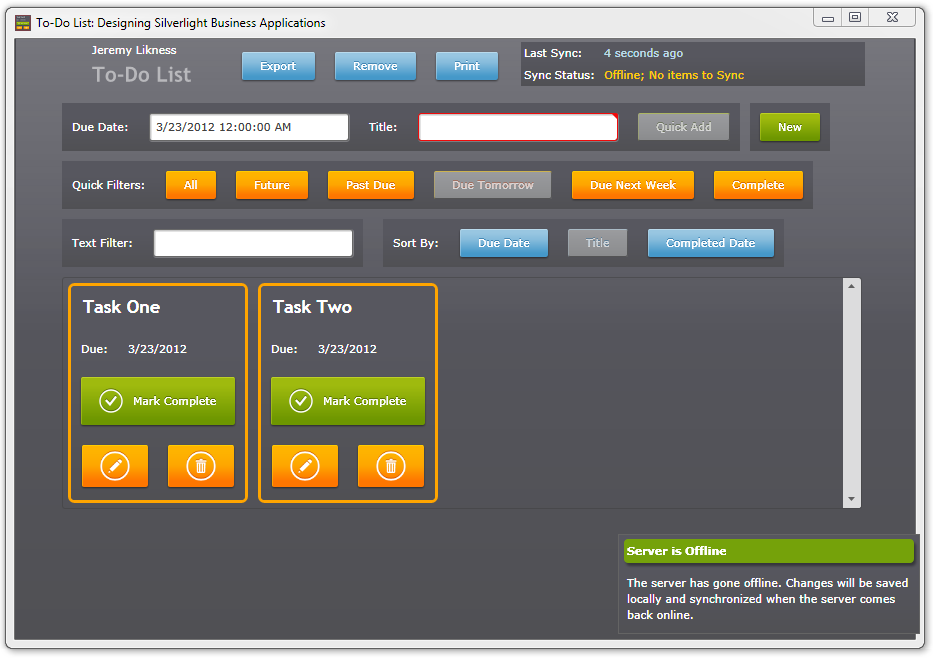 To-Do List: Designing Silverlight Business Applications
Jeremy Likness
To-Do List
Export Remove Print
Last Sync: 4 seconds ago
Sync Status: Offline; No items to Sync
Due Date: 3/23/2012 12:00:00 AM Title: Quick Add New
Quick Filters: All Future Past Due Due Tomorrow Due Next Week Complete
Text Filter: Sort By: Due Date Title Completed Date
Task One
Due: 3/23/2012
Mark Complete
Task Two
Due: 3/23/2012
Mark Complete
Server is Offline
The server has gone offline. Changes will be saved
locally and synchronized when the server comes
back online.